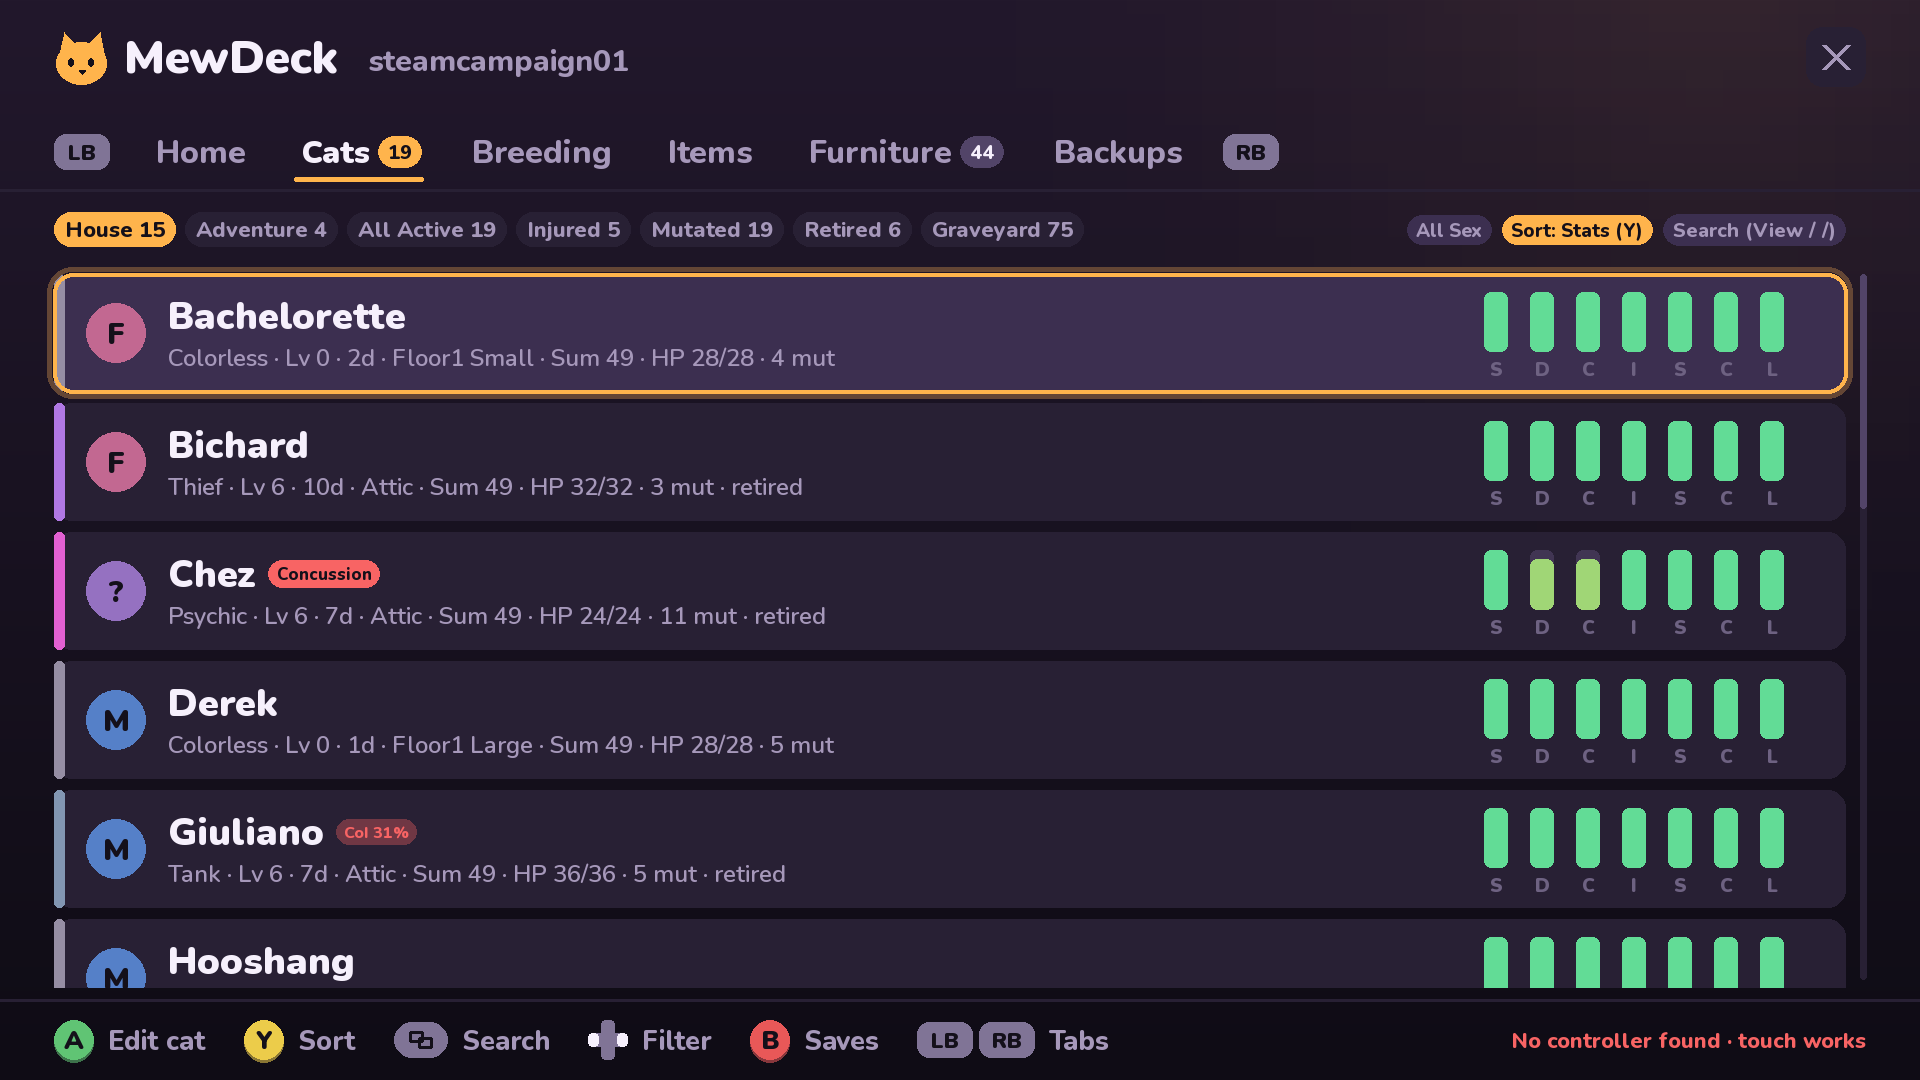 MewDeck steamcampaign01
LB Home Cats 19 Breeding Items Furniture 44 Backups RB
House 15 Adventure 4 All Active 19 Injured 5 Mutated 19 Retired 6 Graveyard 75 All Sex Sort: Stats (Y) Search (View / /)
F Bachelorette
Colorless · Lv 0 · 2d · Floor1 Small · Sum 49 · HP 28/28 · 4 mut
S D C I S C L
F Bichard
Thief · Lv 6 · 10d · Attic · Sum 49 · HP 32/32 · 3 mut · retired
S D C I S C L
? Chez Concussion
Psychic · Lv 6 · 7d · Attic · Sum 49 · HP 24/24 · 11 mut · retired
S D C I S C L
M Derek
Colorless · Lv 0 · 1d · Floor1 Large · Sum 49 · HP 28/28 · 5 mut
S D C I S C L
M Giuliano Col 31%
Tank · Lv 6 · 7d · Attic · Sum 49 · HP 36/36 · 5 mut · retired
S D C I S C L
M Hooshang
A Edit cat Y Sort Search Filter B Saves LB RB Tabs No controller found · touch works